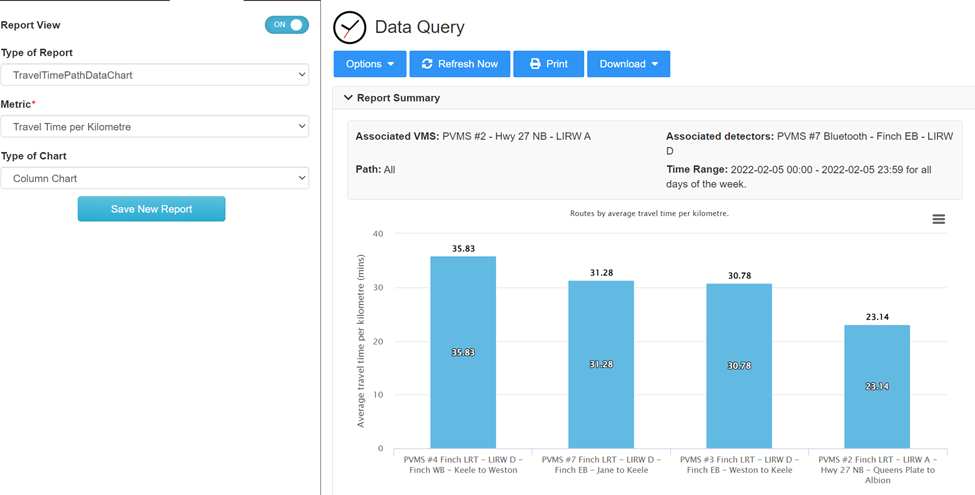 Report View
ON
Type of Report
TravelTimePathDataChart
Metric*
Travel Time per Kilometre
Type of Chart
Column Chart
Save New Report
Data Query
Options
Refresh Now
Print
Download
Report Summary
Associated VMS: PVMS #2 - Hwy 27 NB - LIRW A
Path: All
Associated detectors: PVMS #7 Bluetooth - Finch EB - LIRW
D
Time Range: 2022-02-05 00:00 - 2022-02-05 23:59 for all
days of the week.
Routes by average travel time per kilometre.
Average travel time per kilometre (mins)
40
30
20
10
0
35.83
35.83
31.28
31.28
30.78
30.78
23.14
23.14
PVMS #4 Finch LRT - LIRW D -
Finch WB - Keele to Weston
PVMS #7 Finch LRT - LIRW D -
Finch EB - Jane to Keele
PVMS #3 Finch LRT - LIRW D -
Finch EB - Weston to Keele
PVMS #2 Finch LRT - LIRW A -
Hwy 27 NB - Queens Plate to
Albion